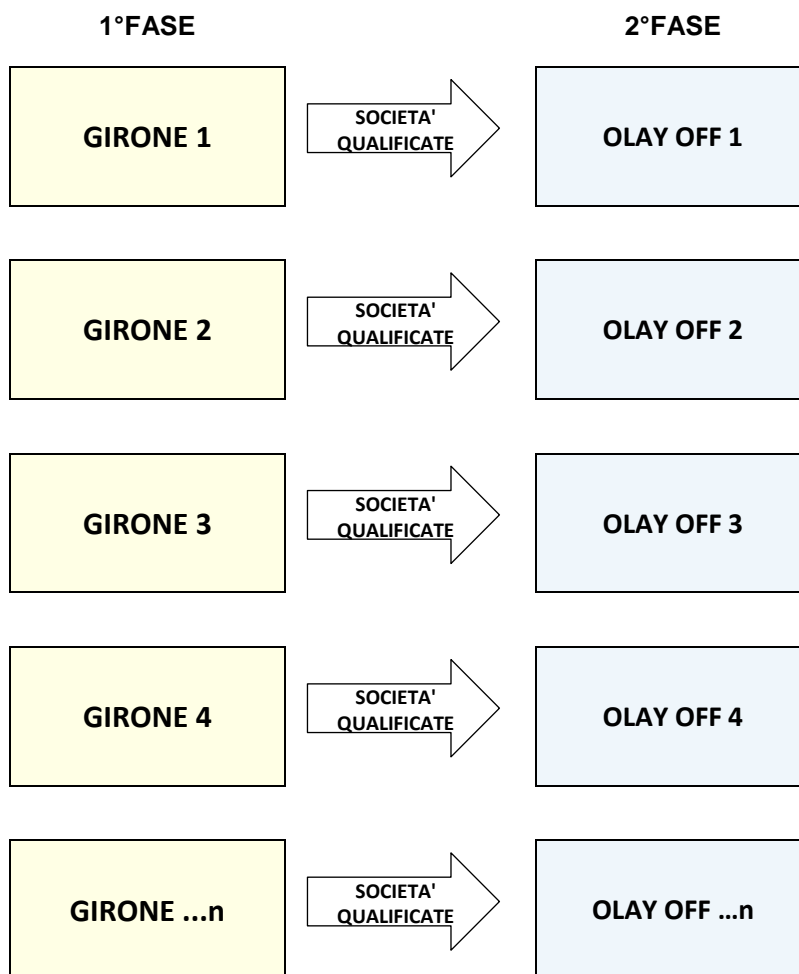 1°FASE 2°FASE
GIRONE 1
SOCIETA'
QUALIFICATE
OLAY OFF 1
GIRONE 2
SOCIETA'
QUALIFICATE
OLAY OFF 2
GIRONE 3
SOCIETA'
QUALIFICATE
OLAY OFF 3
GIRONE 4
SOCIETA'
QUALIFICATE
OLAY OFF 4
GIRONE ...n
SOCIETA'
QUALIFICATE
OLAY OFF ...n